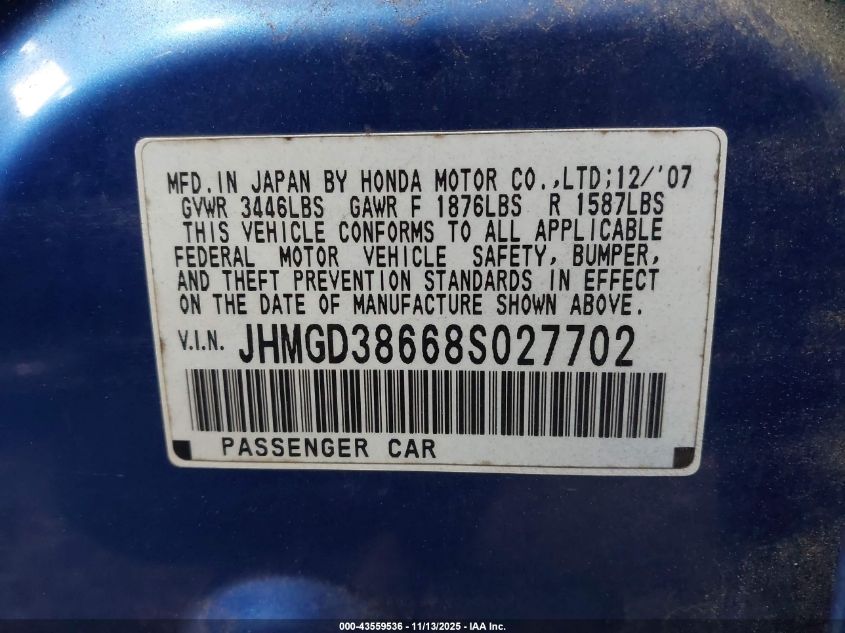 MFD.IN JAPAN BY HONDA MOTOR CO.,LTD;12/'07
GVWR 3446LBS GAWR F 1876LBS R 1587LBS
THIS VEHICLE CONFORMS TO ALL APPLICABLE
FEDERAL MOTOR VEHICLE SAFETY, BUMPER,
AND THEFT PREVENTION STANDARDS IN EFFECT
ON THE DATE OF MANUFACTURE SHOWN ABOVE.
V.I.N. JHMGD38668S027702
PASSENGER CAR
000-43559536 - 11/13/2025 - IAA Inc.